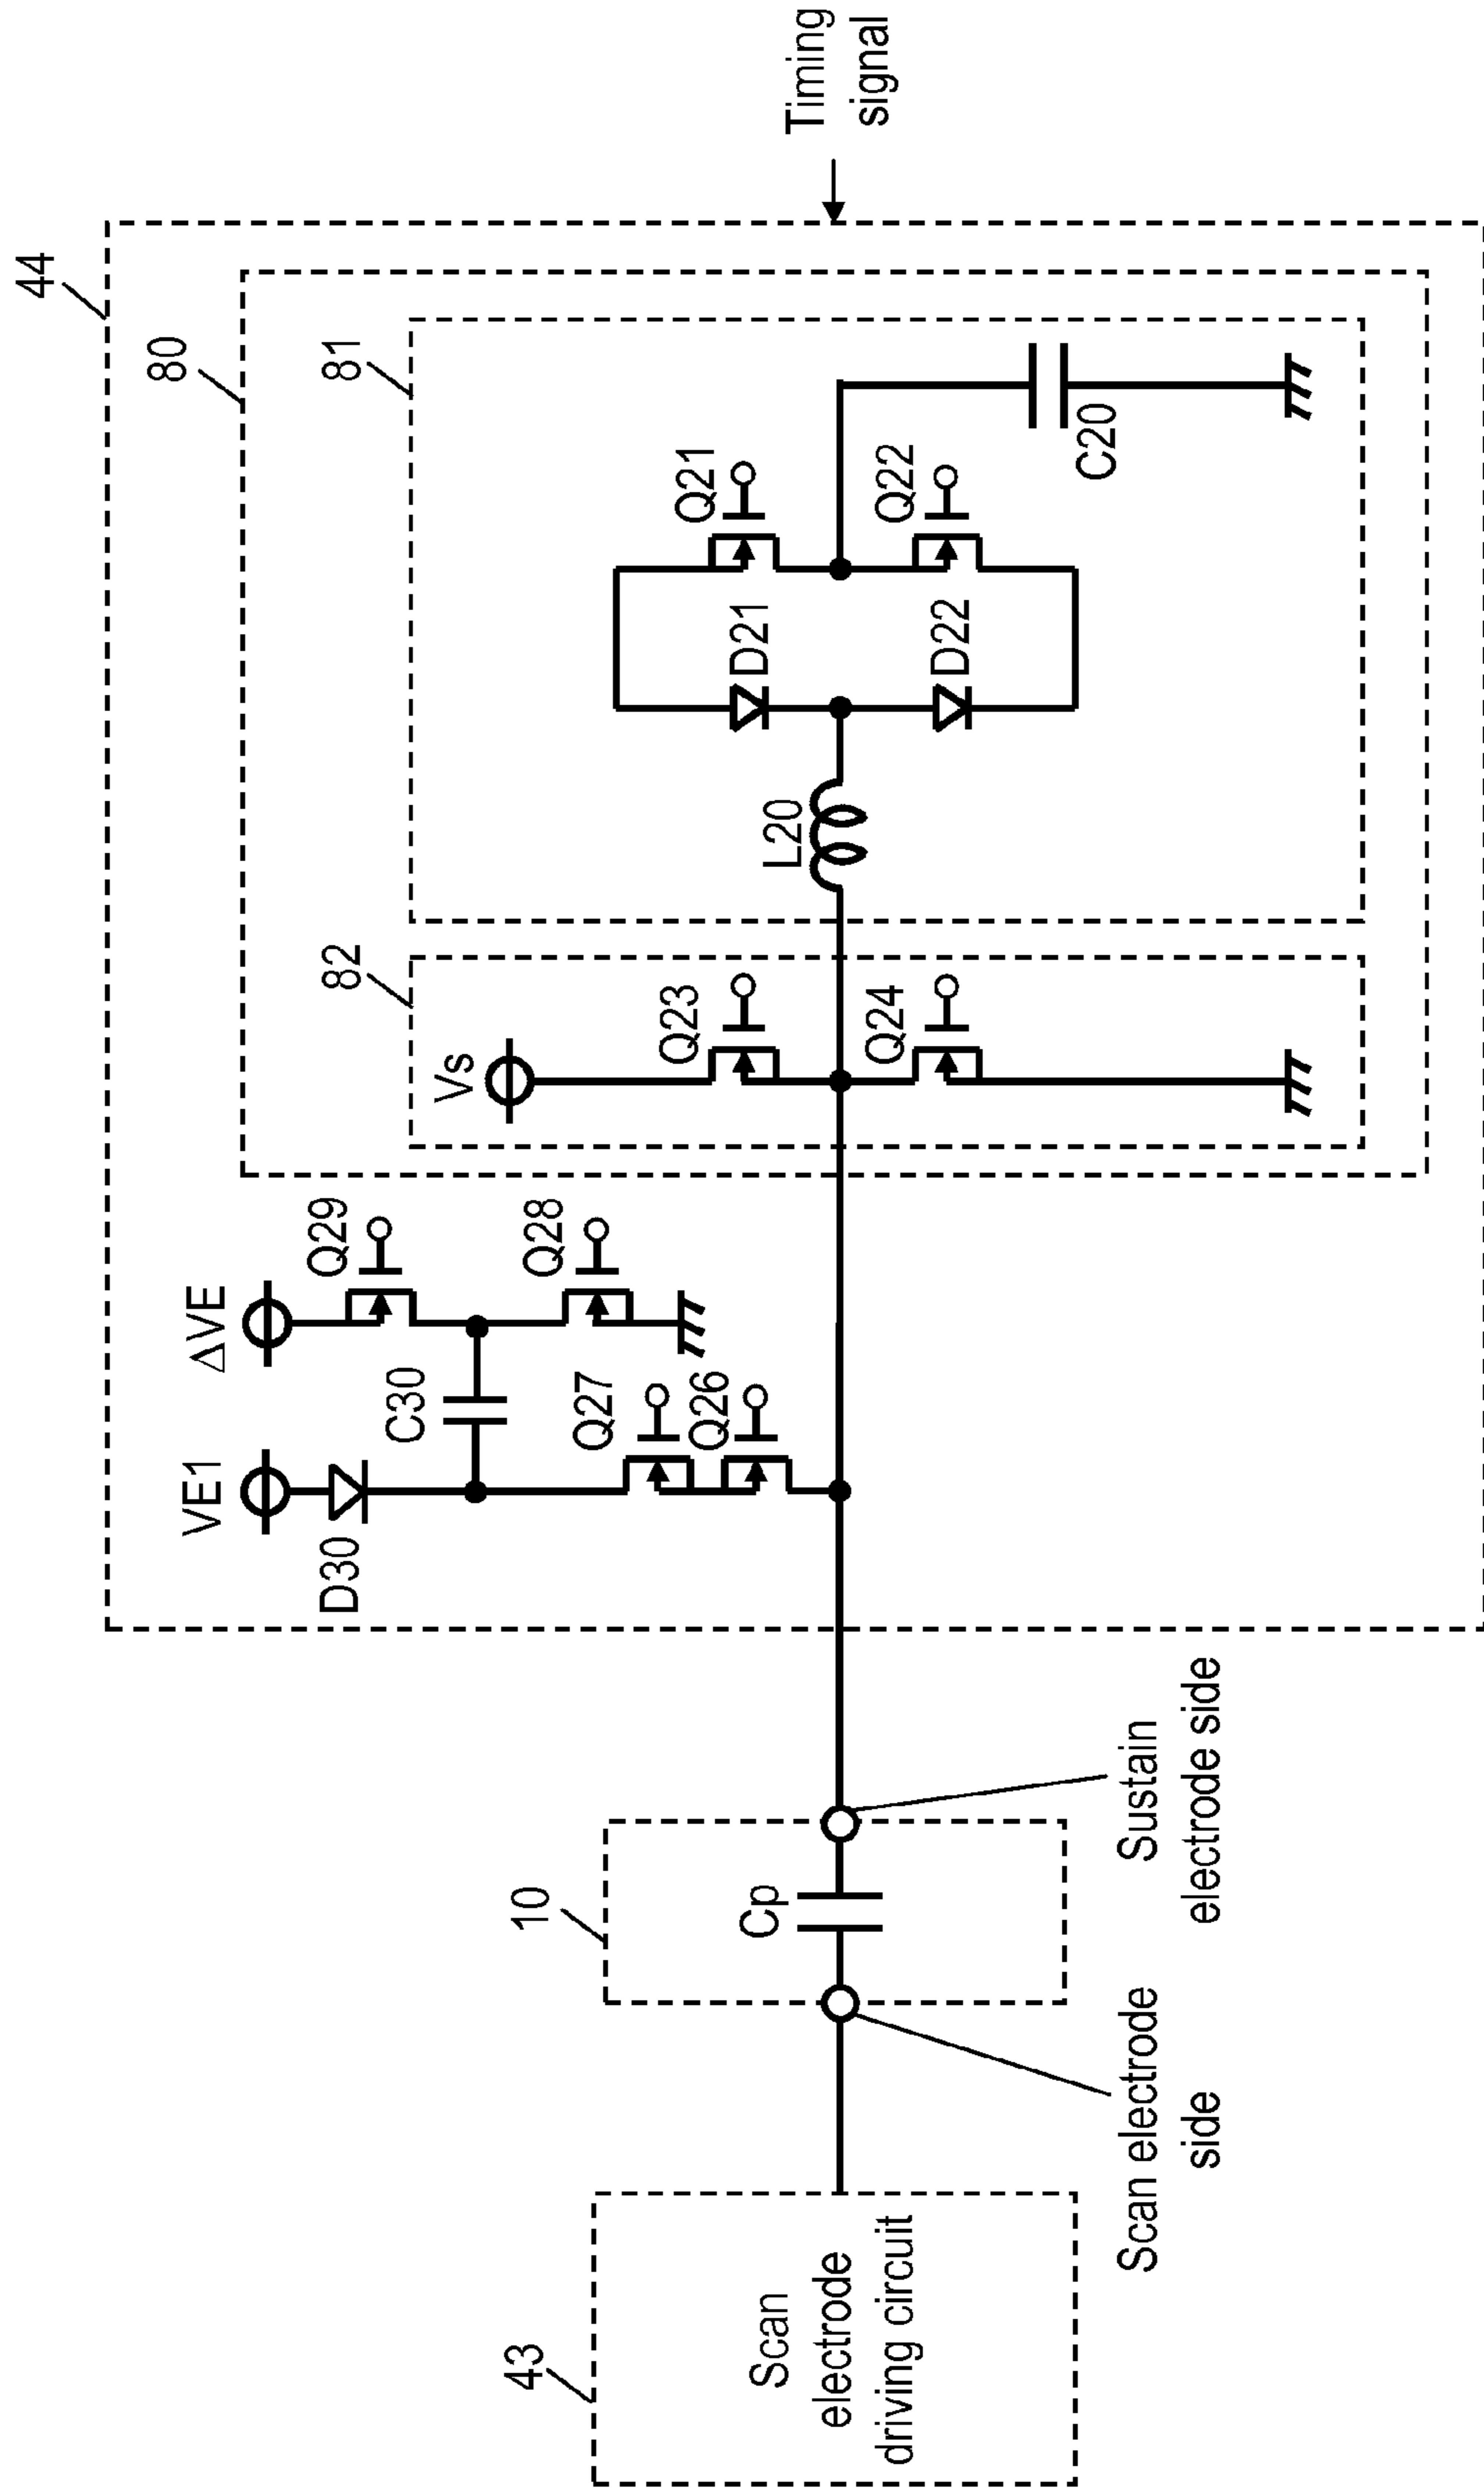 44
80
81
82
Timing
signal
ΔVE
VE1
Q29
Q28
C30
D30
Q27
Q26
Vs
Q23
Q24
L20
D21
D22
Q21
Q22
C20
10
Cp
43
Scan
electrode
driving circuit
Scan electrode
side
Sustain
electrode side